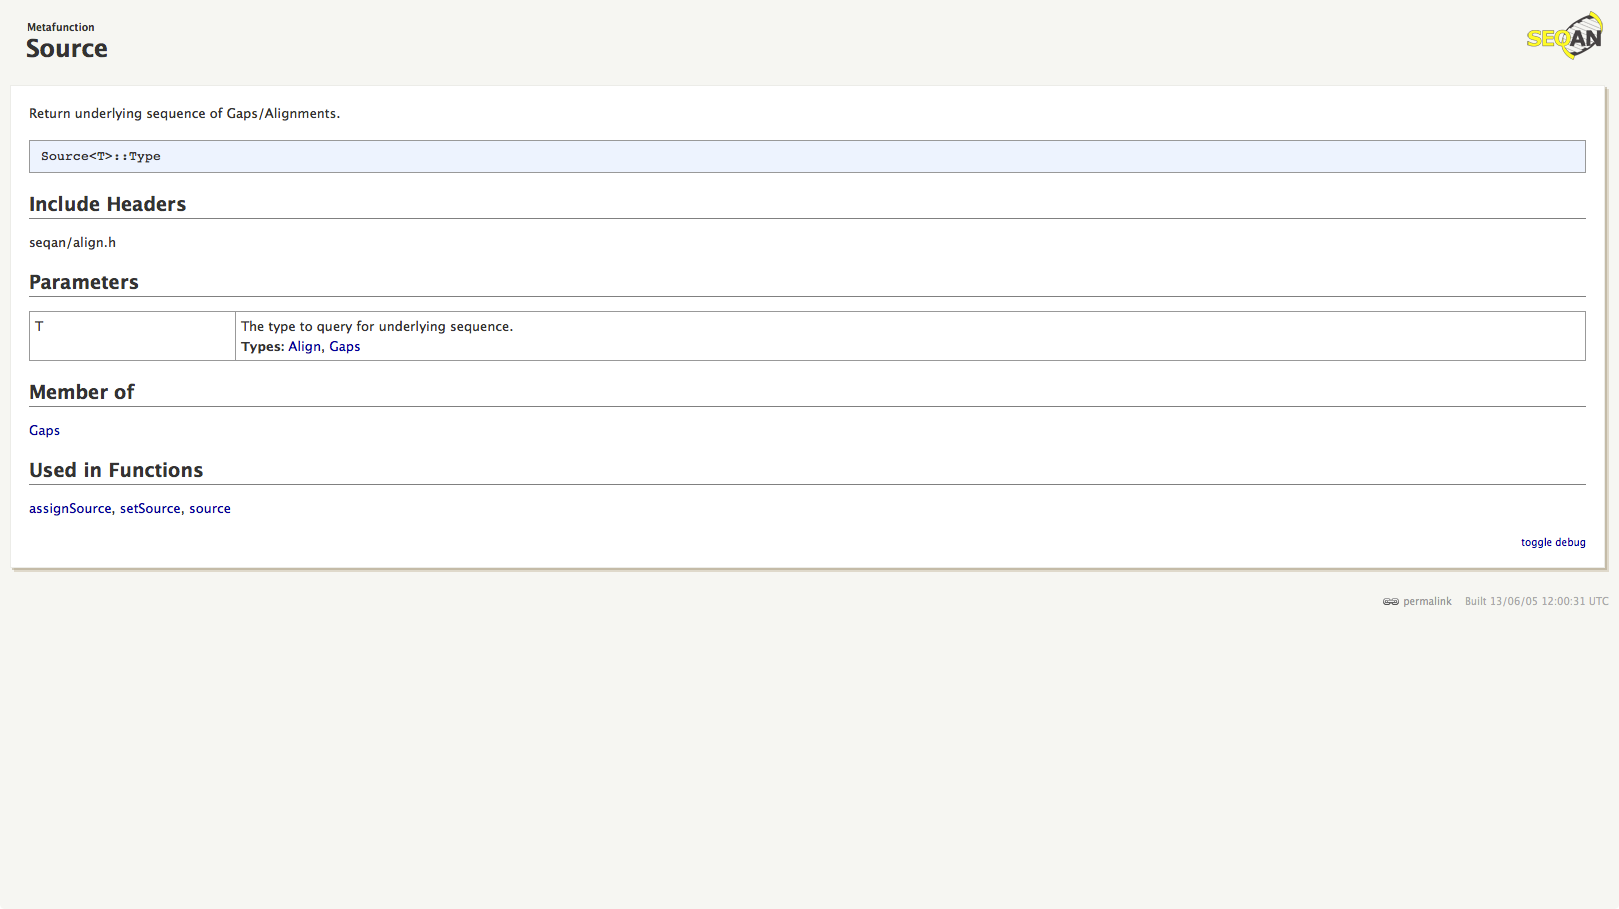 Metafunction
Source
SEQAN
Return underlying sequence of Gaps/Alignments.
Source<T>::Type
Include Headers
seqan/align.h
Parameters
T
The type to query for underlying sequence.
Types: Align, Gaps
Member of
Gaps
Used in Functions
assignSource, setSource, source
toggle debug
permalink Built 13/06/05 12:00:31 UTC